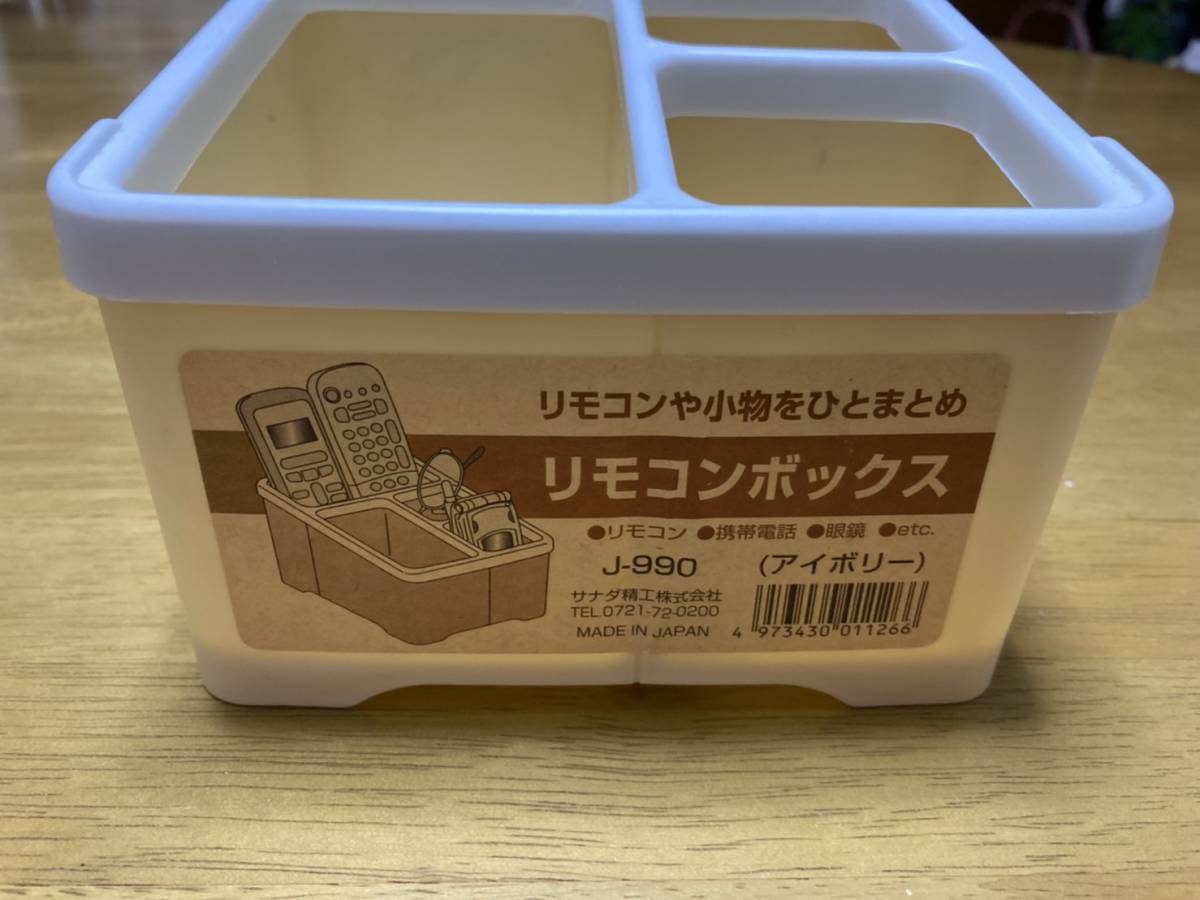 リモコンや小物をひとまとめ
リモコンボックス
●リモコン ●携帯電話 ●眼鏡 ●etc.
J-990 (アイボリー)
サナダ精工株式会社
TEL.0721-72-0200
MADE IN JAPAN
4 973430 011266